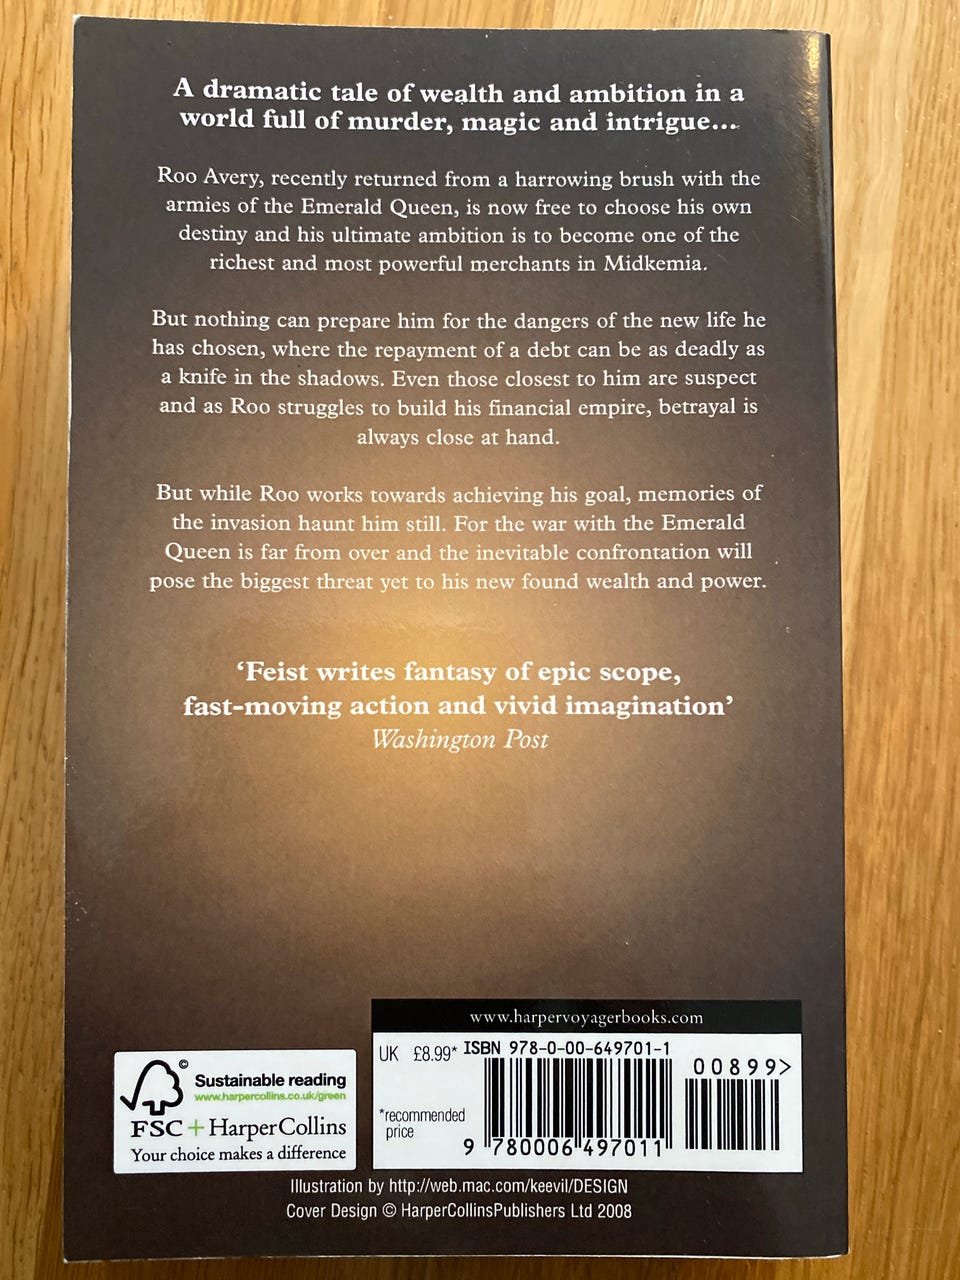 A dramatic tale of wealth and ambition in a
world full of murder, magic and intrigue...
Roo Avery, recently returned from a harrowing brush with the
armies of the Emerald Queen, is now free to choose his own
destiny and his ultimate ambition is to become one of the
richest and most powerful merchants in Midkemia.
But nothing can prepare him for the dangers of the new life he
has chosen, where the repayment of a debt can be as deadly as
a knife in the shadows. Even those closest to him are suspect
and as Roo struggles to build his financial empire, betrayal is
always close at hand.
But while Roo works towards achieving his goal, memories of
the invasion haunt him still. For the war with the Emerald
Queen is far from over and the inevitable confrontation will
pose the biggest threat yet to his new found wealth and power.
‘Feist writes fantasy of epic scope,
fast-moving action and vivid imagination’
Washington Post
©
Sustainable reading
www.harpercollins.co.uk/green
FSC + HarperCollins
Your choice makes a difference
www.harpervoyagerbooks.com
UK £8.99* ISBN 978-0-00-649701-1
00899>
*recommended
price
9 780006 497011
Illustration by http://web.mac.com/keevil/DESIGN
Cover Design © HarperCollinsPublishers Ltd 2008